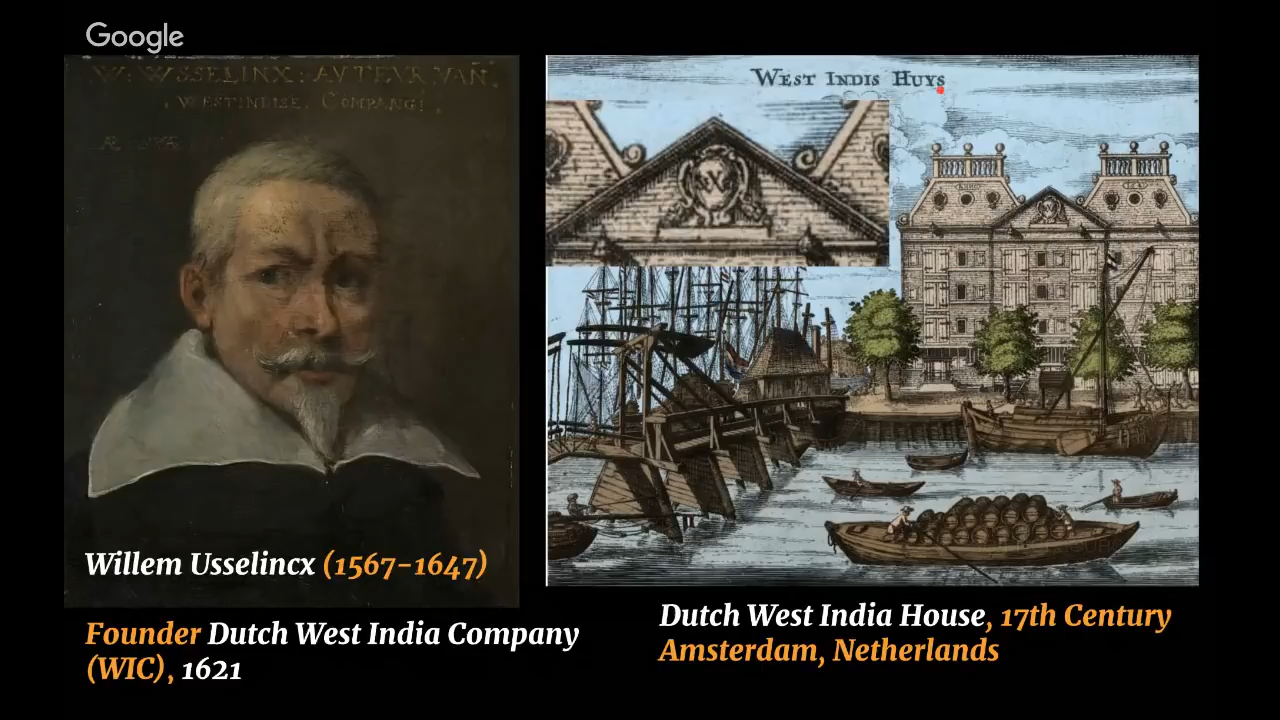 Google
W: WSSELINX: AVTEVR VAN
WESTINDISE. COMPANGI.
Willem Usselincx (1567-1647)
Founder Dutch West India Company
(WIC), 1621
WEST INDIS HUYS
Dutch West India House, 17th Century
Amsterdam, Netherlands